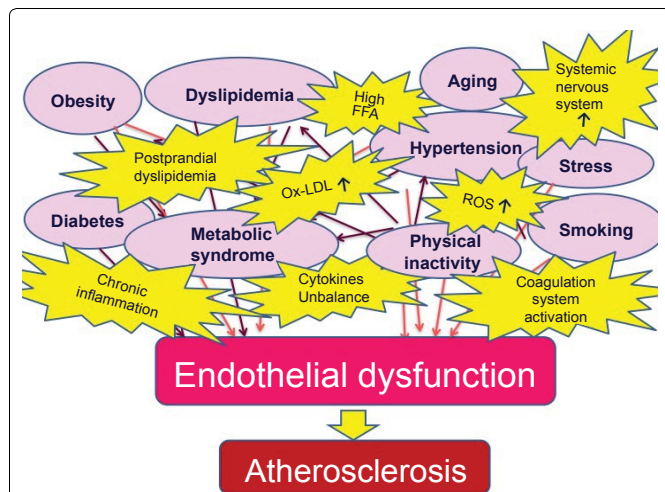 Obesity
Dyslipidemia
High
FFA
Aging
Systemic
nervous
system
↑
Postprandial
dyslipidemia
Ox-LDL ↑
Hypertension
Stress
Diabetes
Metabolic
syndrome
ROS ↑
Physical
inactivity
Smoking
Chronic
inflammation
Cytokines
Unbalance
Coagulation
system
activation
Endothelial dysfunction
Atherosclerosis